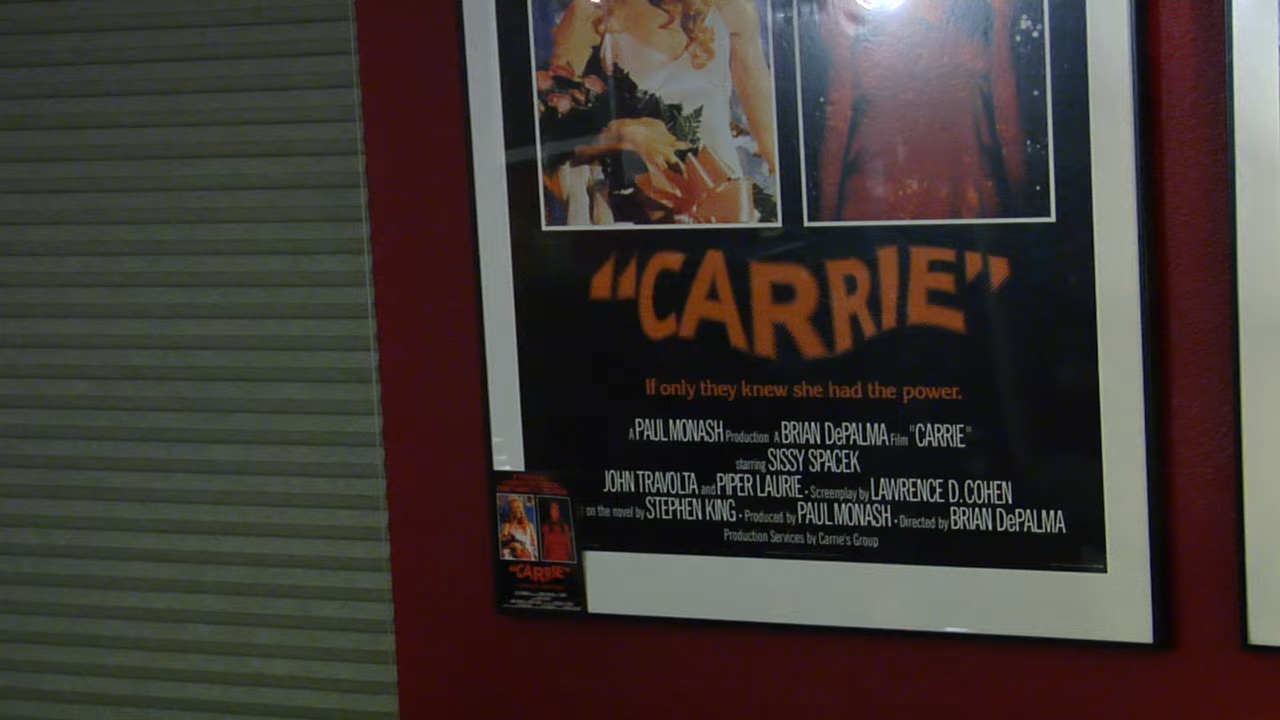 "CARRIE"
If only they knew she had the power.
A PAUL MONASH Production A BRIAN DePALMA Film "CARRIE"
starring SISSY SPACEK
JOHN TRAVOLTA and PIPER LAURIE · Screenplay by LAWRENCE D. COHEN
on the novel by STEPHEN KING · Produced by PAUL MONASH · Directed by BRIAN DePALMA
Production Services by Carrie's Group
"CARRIE"